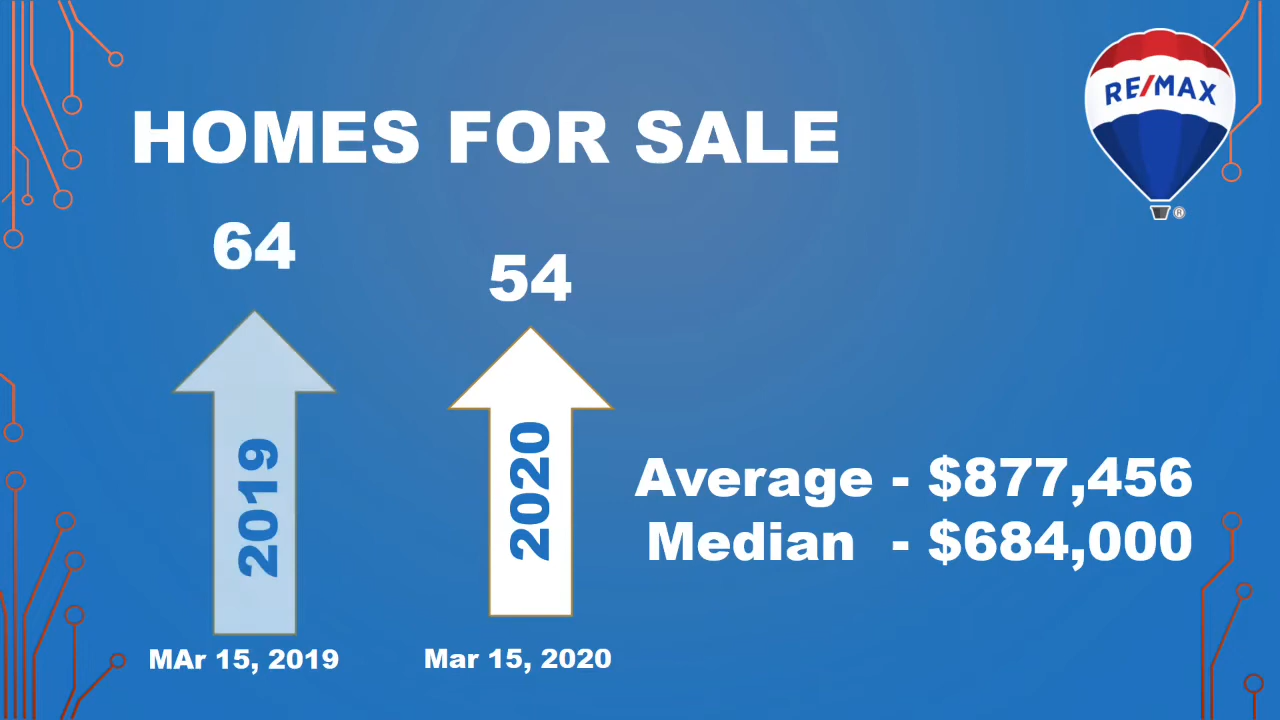 RE/MAX
®
HOMES FOR SALE
64
54
2019
2020
Average - $877,456
Median - $684,000
MAr 15, 2019
Mar 15, 2020